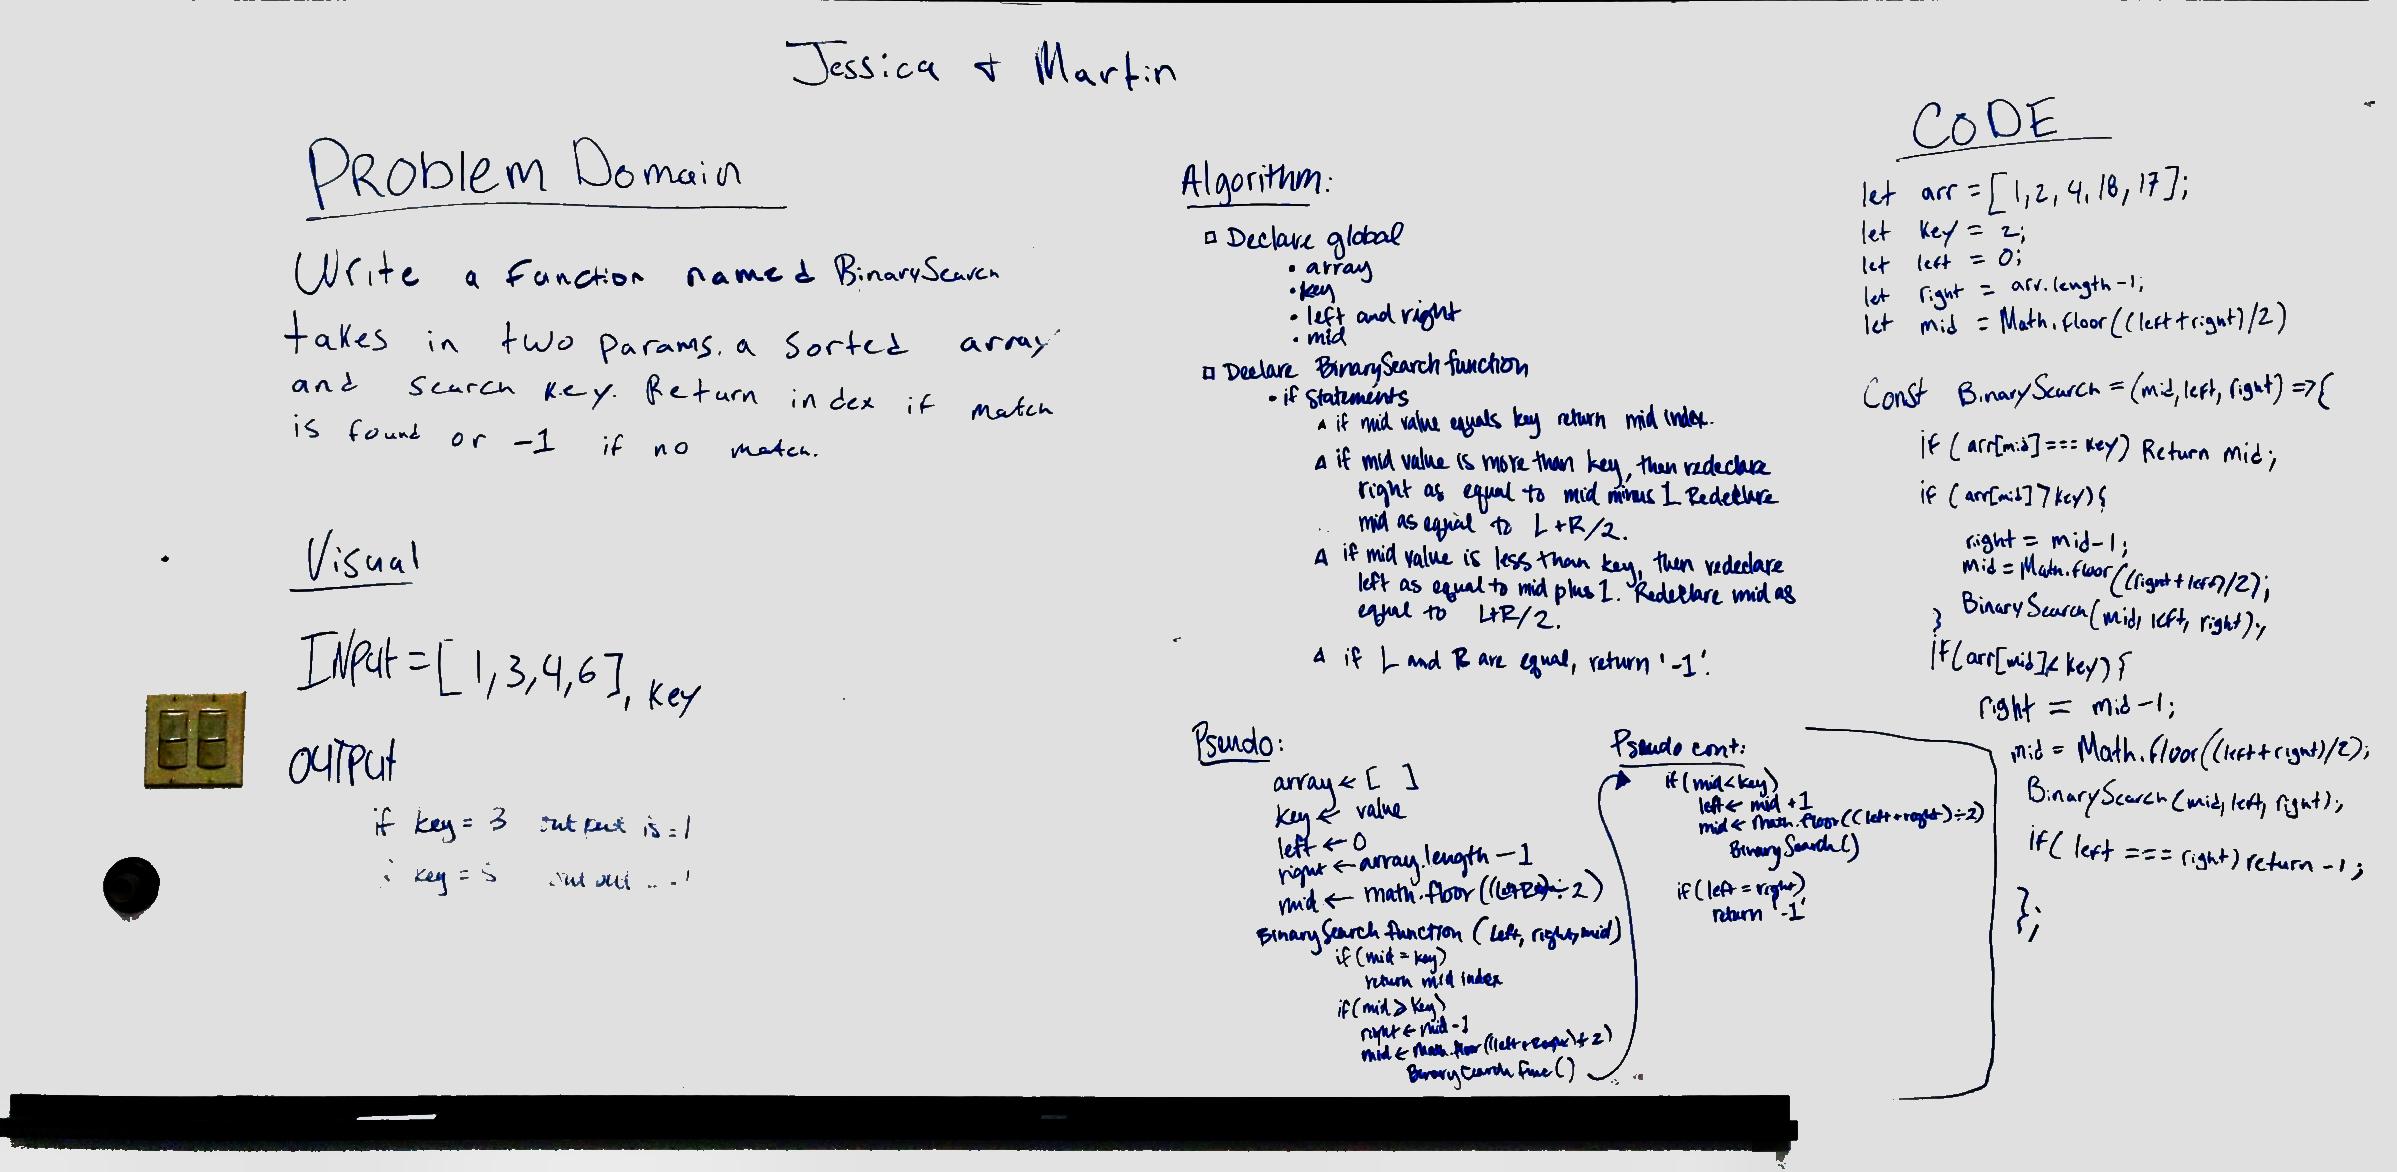 Jessica + Martin
PROBlEM Domain
Write a function named BinarySearch
takes in two params. a sorted array
and search key. Return index if match
is found or -1 if no match.
Visual
INPut = [ 1,3,4,6 ], key
OUTPut
if key = 3 output is = 1
key = 5
Algorithm:
Declare global
• array
• key
• left and right
• mid
Declare BinarySearch function
• if statements
if mid value equals key return mid index.
if mid value is more than key, then redeclare
right as equal to mid minus 1. Redeclare
mid as equal to L+R/2.
if mid value is less than key, then redeclare
left as equal to mid plus 1. Redeclare mid as
equal to L+R/2.
if L and R are equal, return '-1'.
Pseudo:
array ← [ ]
key ← value
left ← 0
right ← array.length - 1
mid ← math.floor((L+R) ÷ 2)
BinarySearch function (left, right, mid)
if (mid = key)
return mid index
if (mid > key)
right ← mid - 1
mid ← Math.floor((left + right) ÷ 2)
BinarySearch func()
Pseudo cont:
if (mid < key)
left ← mid + 1
mid ← Math.floor((left + right) ÷ 2)
BinarySearch()
if (left = right)
return '-1'
CODE
let arr = [ 1, 2, 4, 18, 17 ];
let key = 2;
let left = 0;
let right = arr.length-1;
let mid = Math.floor((left+right)/2)
Const BinarySearch = (mid, left, right) => {
if (arr[mid] === key) Return mid;
if (arr[mid] > key) {
right = mid-1;
mid = Math.floor((right + left)/2);
BinarySearch(mid, left, right);
}
if (arr[mid] < key) {
right = mid-1;
mid = Math.floor((left+right)/2);
BinarySearch(mid, left, right);
if( left === right) return -1;
};